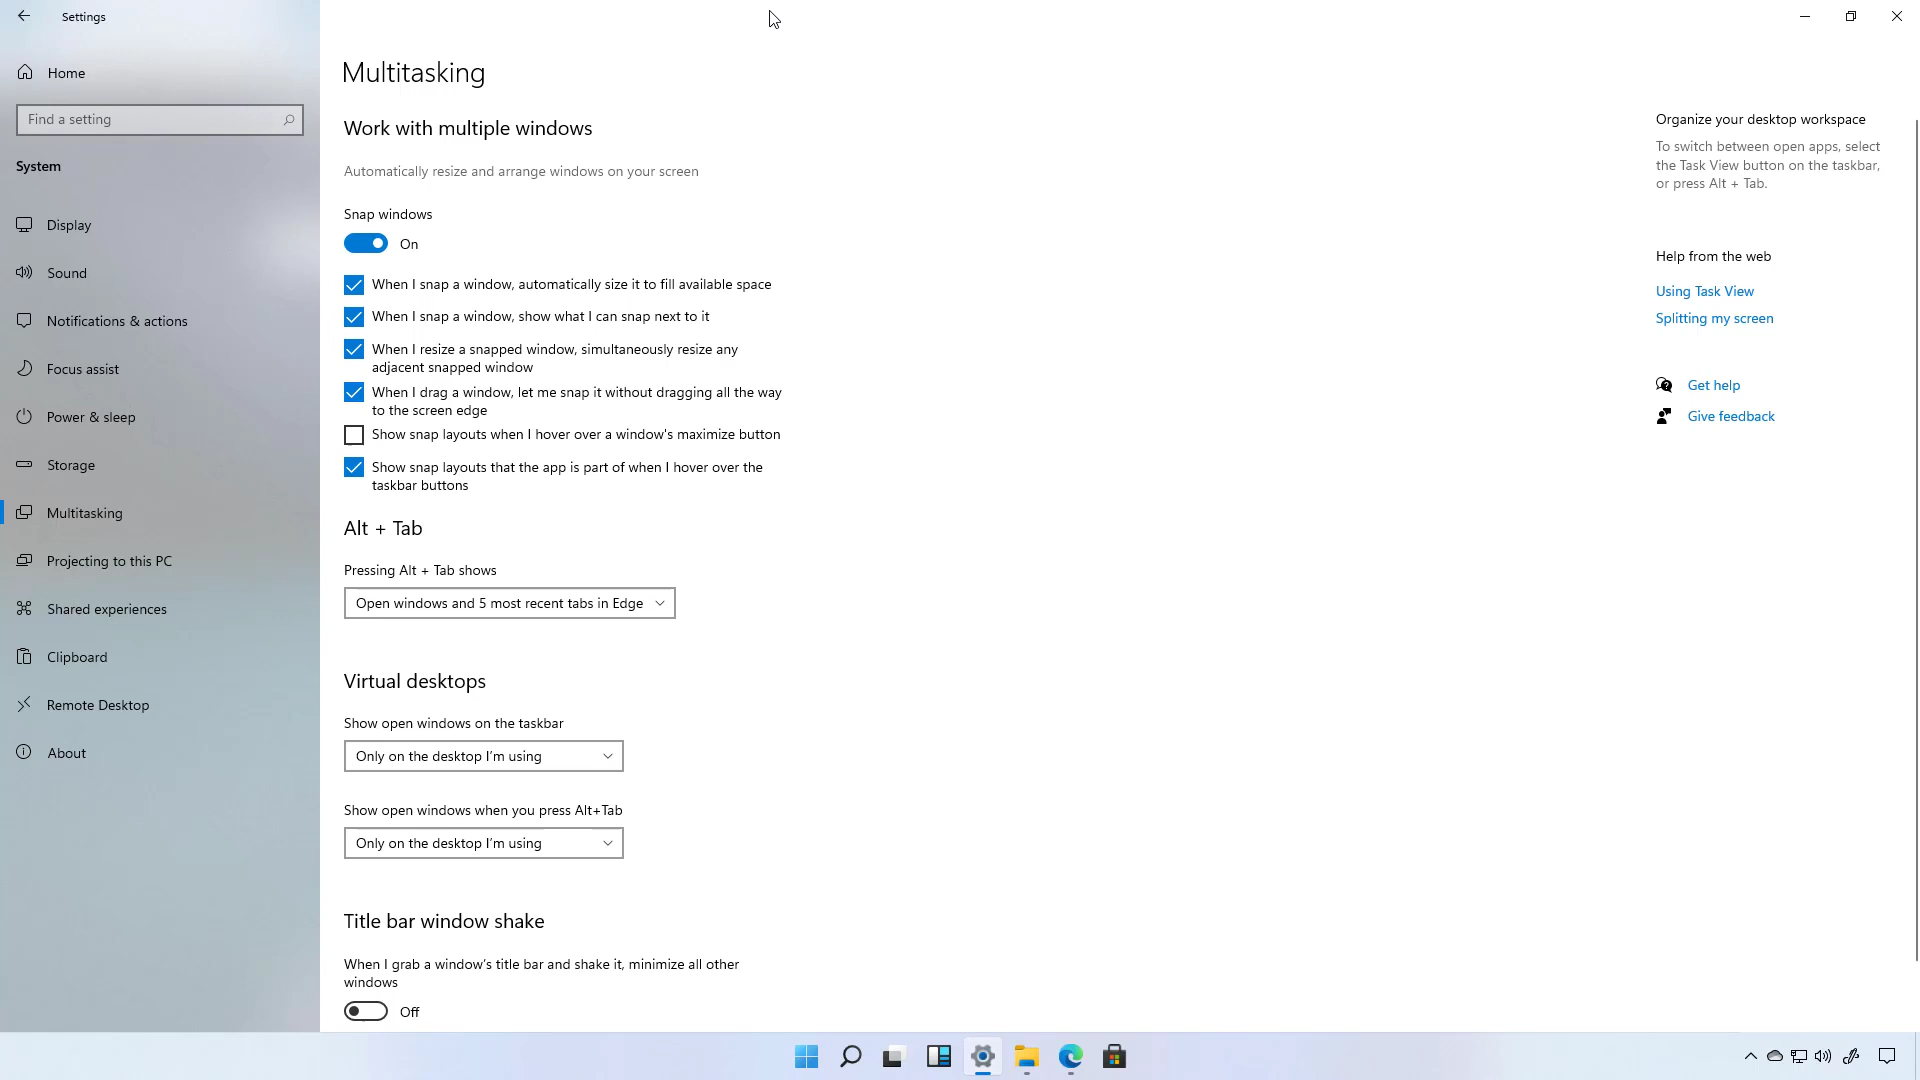 Settings
Home
Find a setting
System
Display
Sound
Notifications & actions
Focus assist
Power & sleep
Storage
Multitasking
Projecting to this PC
Shared experiences
Clipboard
Remote Desktop
About
Multitasking
Work with multiple windows
Automatically resize and arrange windows on your screen
Snap windows
On
When I snap a window, automatically size it to fill available space
When I snap a window, show what I can snap next to it
When I resize a snapped window, simultaneously resize any
adjacent snapped window
When I drag a window, let me snap it without dragging all the way
to the screen edge
Show snap layouts when I hover over a window's maximize button
Show snap layouts that the app is part of when I hover over the
taskbar buttons
Alt + Tab
Pressing Alt + Tab shows
Open windows and 5 most recent tabs in Edge
Virtual desktops
Show open windows on the taskbar
Only on the desktop I'm using
Show open windows when you press Alt+Tab
Only on the desktop I'm using
Title bar window shake
When I grab a window's title bar and shake it, minimize all other
windows
Off
Organize your desktop workspace
To switch between open apps, select
the Task View button on the taskbar,
or press Alt + Tab.
Help from the web
Using Task View
Splitting my screen
Get help
Give feedback